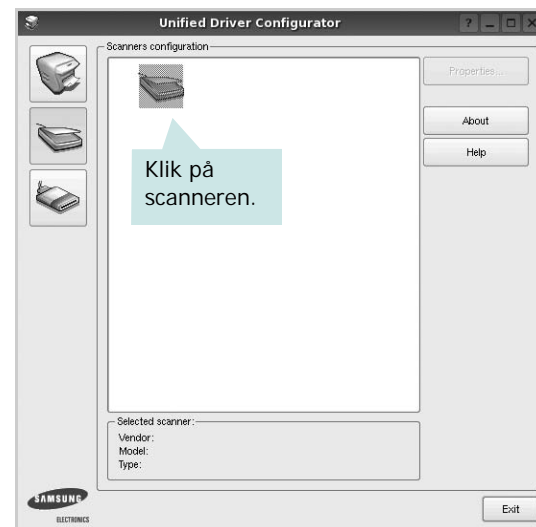 Unified Driver Configurator
Scanners configuration
Properties...
About
Help
Klik på
scanneren.
Selected scanner:
Vendor:
Model:
Type:
SAMSUNG
ELECTRONICS
Exit